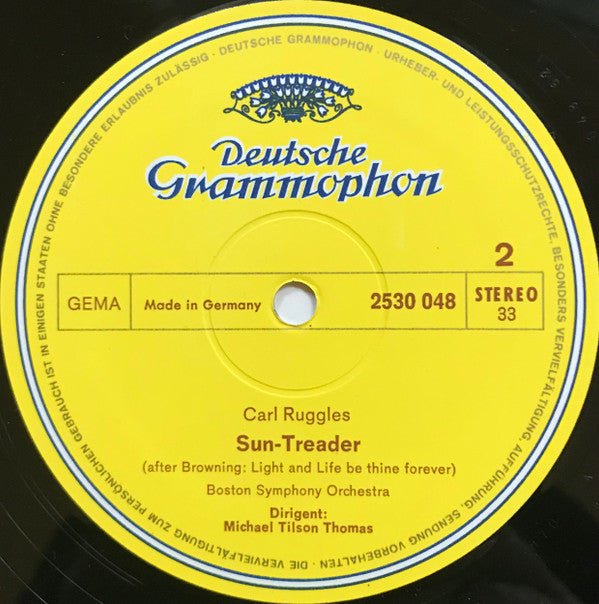 DEUTSCHE GRAMMOPHON · URHEBER- UND LEISTUNGSSCHUTZRECHTE, BESONDERS VERVIELFÄLTIGUNG, AUFFÜHRUNG, SENDUNG VORBEHALTEN · DIE VERVIELFÄLTIGUNG ZUM PERSÖNLICHEN GEBRAUCH IST IN EINIGEN STAATEN OHNE BESONDERE ERLAUBNIS ZULÄSSIG ·
Deutsche
Grammophon
2
GEMA
Made in Germany
2530 048
STEREO
33
Carl Ruggles
Sun-Treader
(after Browning: Light and Life be thine forever)
Boston Symphony Orchestra
Dirigent:
Michael Tilson Thomas